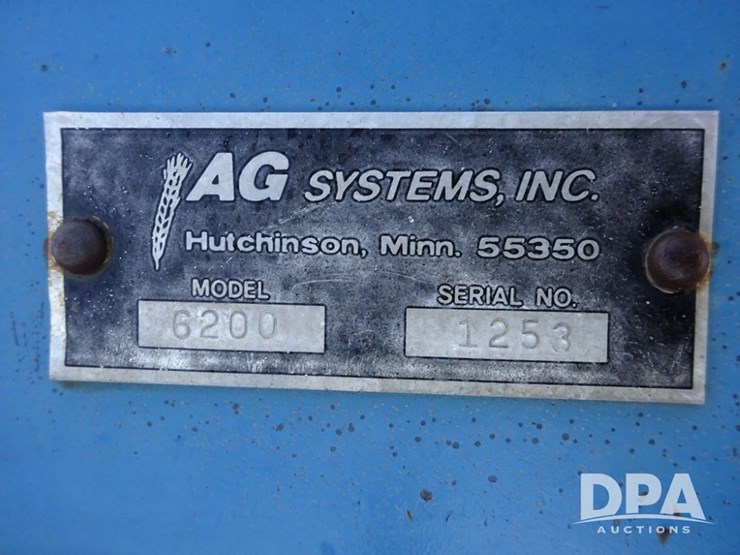 AG SYSTEMS, INC.
Hutchinson, Minn. 55350
MODEL SERIAL NO.
6200 1253
DPA
AUCTIONS